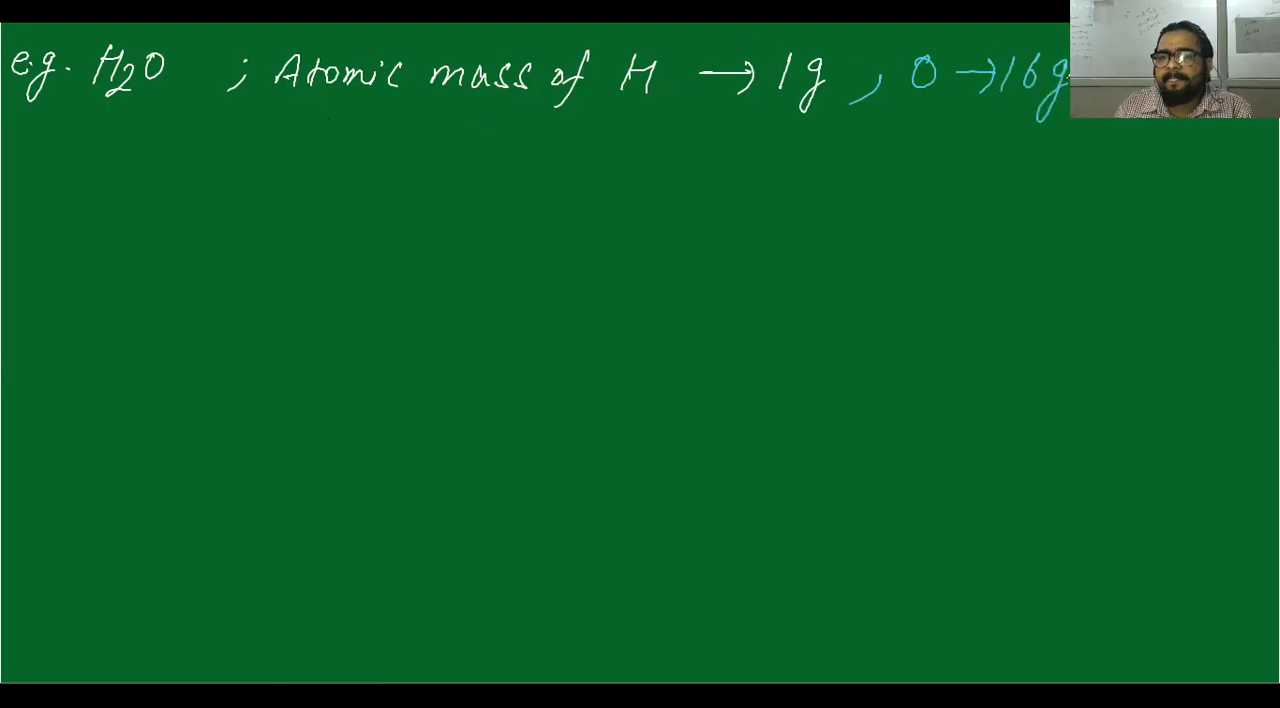 e.g. H2O ; Atomic mass of H → 1g , O → 16g